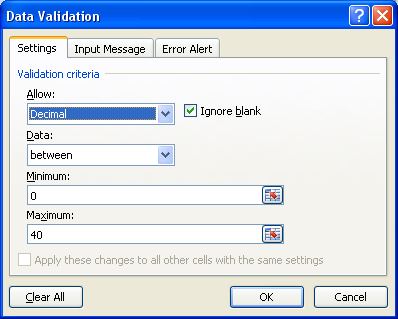 Data Validation
Settings Input Message Error Alert
Validation criteria
Allow:
Decimal Ignore blank
Data:
between
Minimum:
0
Maximum:
40
Apply these changes to all other cells with the same settings
Clear All OK Cancel